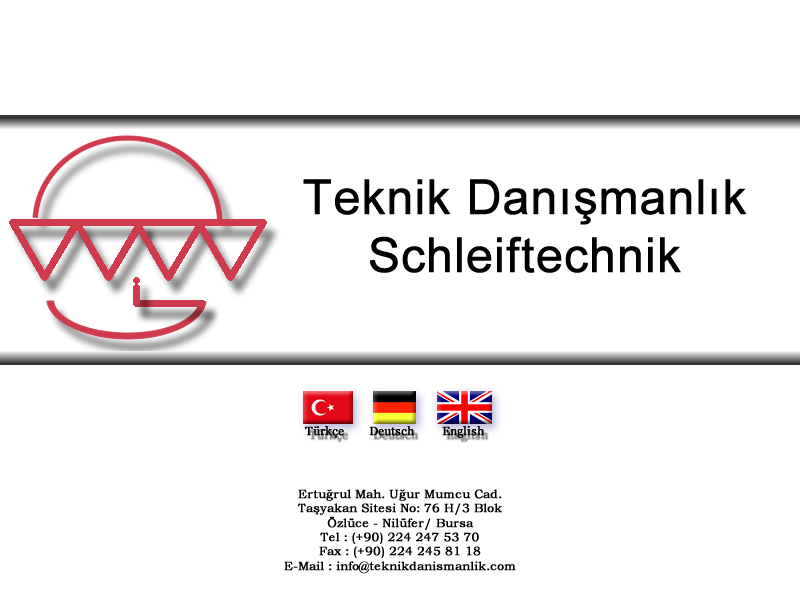 Teknik Danışmanlık
Schleiftechnik
Türkçe Deutsch English
Ertuğrul Mah. Uğur Mumcu Cad.
Taşyakan Sitesi No: 76 H/3 Blok
Özlüce - Nilüfer/ Bursa
Tel : (+90) 224 247 53 70
Fax : (+90) 224 245 81 18
E-Mail : info@teknikdanismanlik.com